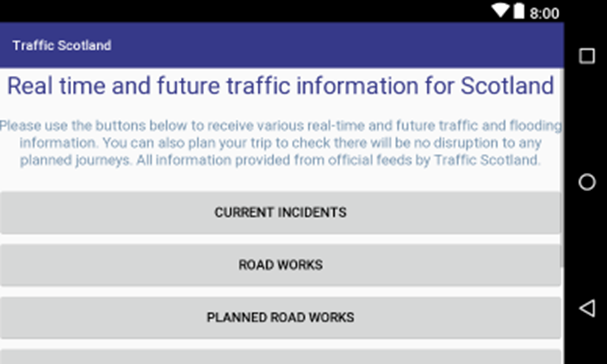 8:00
Traffic Scotland
Real time and future traffic information for Scotland
Please use the buttons below to receive various real-time and future traffic and flooding
information. You can also plan your trip to check there will be no disruption to any
planned journeys. All information provided from official feeds by Traffic Scotland.
CURRENT INCIDENTS
ROAD WORKS
PLANNED ROAD WORKS